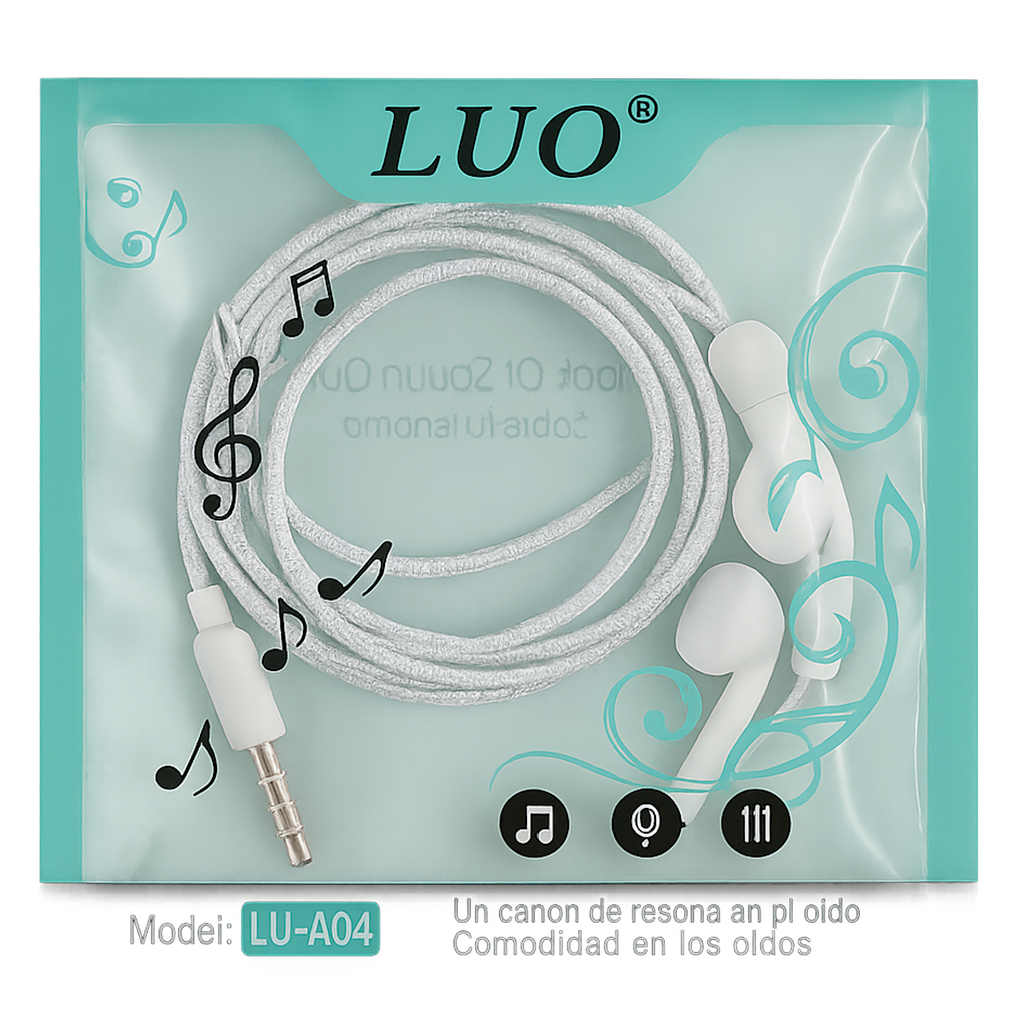 LUO®
Modei: LU-A04
Un canon de resona an pl oido
Comodidad en los oldos